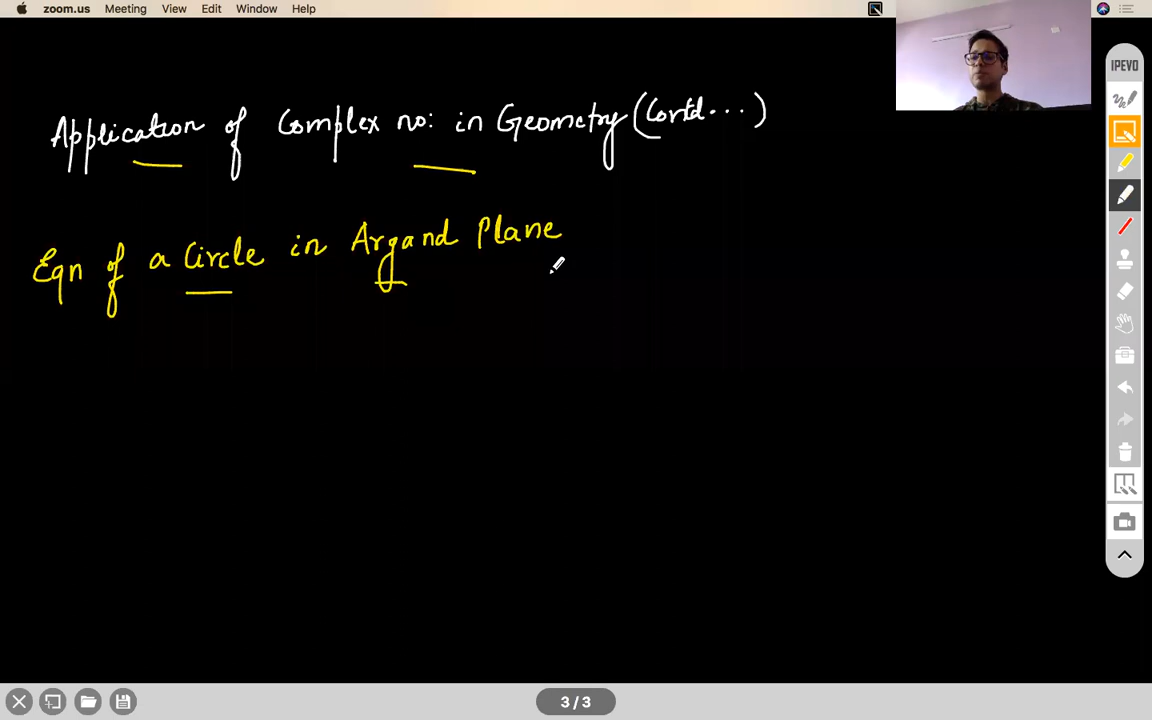 zoom.us Meeting View Edit Window Help
Application of Complex no: in Geometry (Contd...)
IPEVO
Eqn of a Circle in Argand Plane
3/3